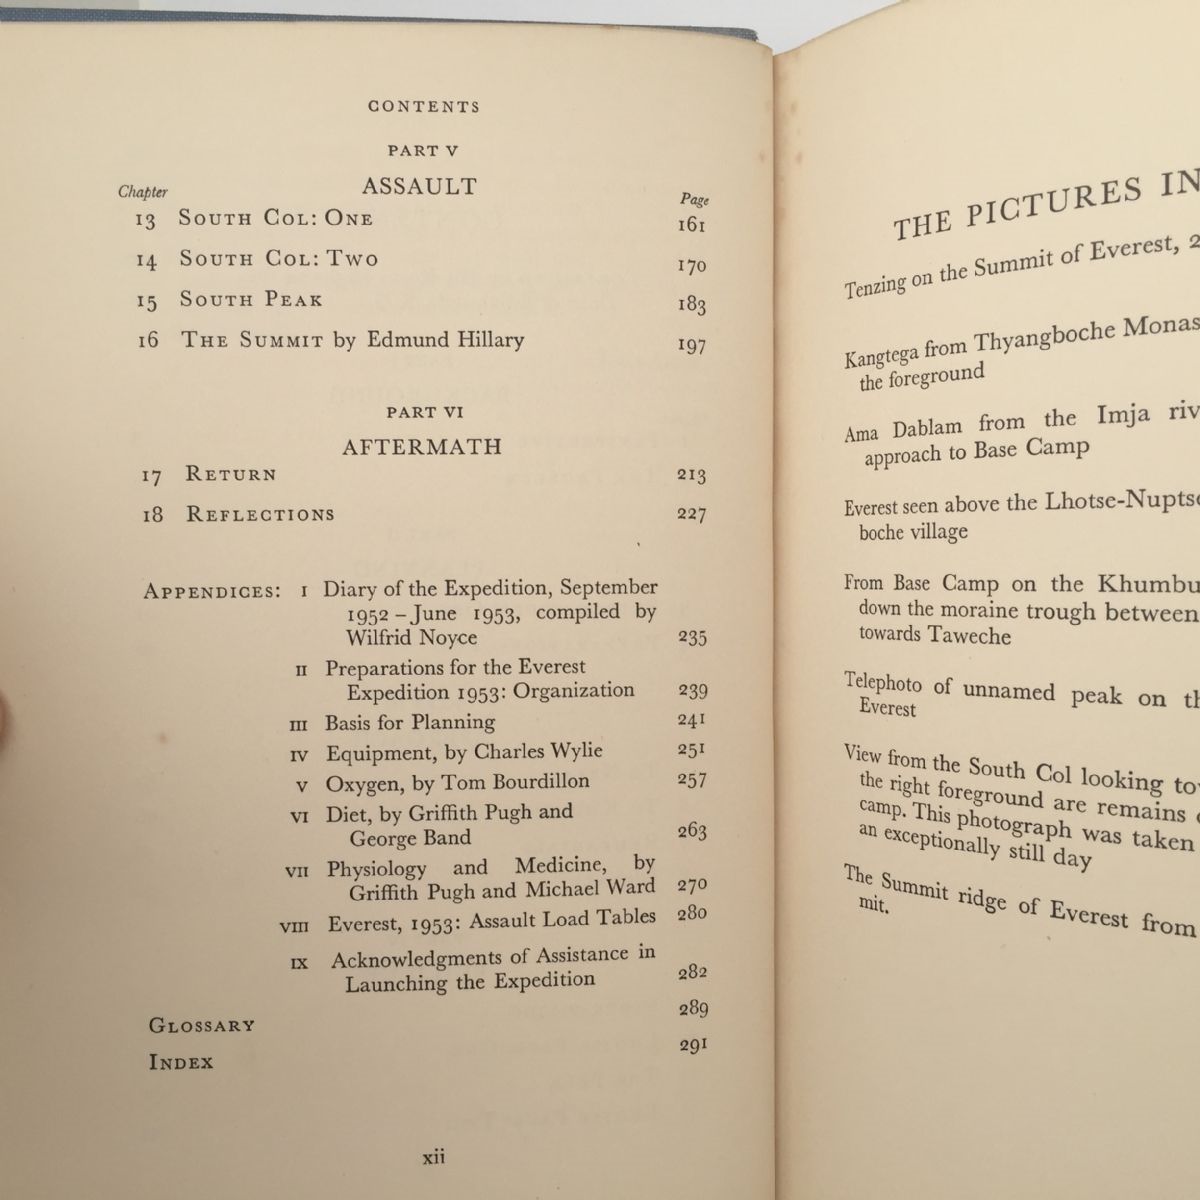 CONTENTS
PART V
ASSAULT
Chapter Page
13 SOUTH COL: ONE 161
14 SOUTH COL: TWO 170
15 SOUTH PEAK 183
16 THE SUMMIT by Edmund Hillary 197
PART VI
AFTERMATH
17 RETURN 213
18 REFLECTIONS 227
APPENDICES: I Diary of the Expedition, September
1952 – June 1953, compiled by
Wilfrid Noyce 235
II Preparations for the Everest
Expedition 1953: Organization 239
III Basis for Planning 241
IV Equipment, by Charles Wylie 251
V Oxygen, by Tom Bourdillon 257
VI Diet, by Griffith Pugh and
George Band 263
VII Physiology and Medicine, by
Griffith Pugh and Michael Ward 270
VIII Everest, 1953: Assault Load Tables 280
IX Acknowledgments of Assistance in
Launching the Expedition 282
GLOSSARY 289
INDEX 291
xii
THE PICTURES IN
Tenzing on the Summit of Everest, 2
Kangtega from Thyangboche Monas
the foreground
Ama Dablam from the Imja riv
approach to Base Camp
Everest seen above the Lhotse-Nuptse
boche village
From Base Camp on the Khumbu
down the moraine trough between
towards Taweche
Telephoto of unnamed peak on th
Everest
View from the South Col looking to
the right foreground are remains
camp. This photograph was taken
an exceptionally still day
The Summit ridge of Everest from
mit.